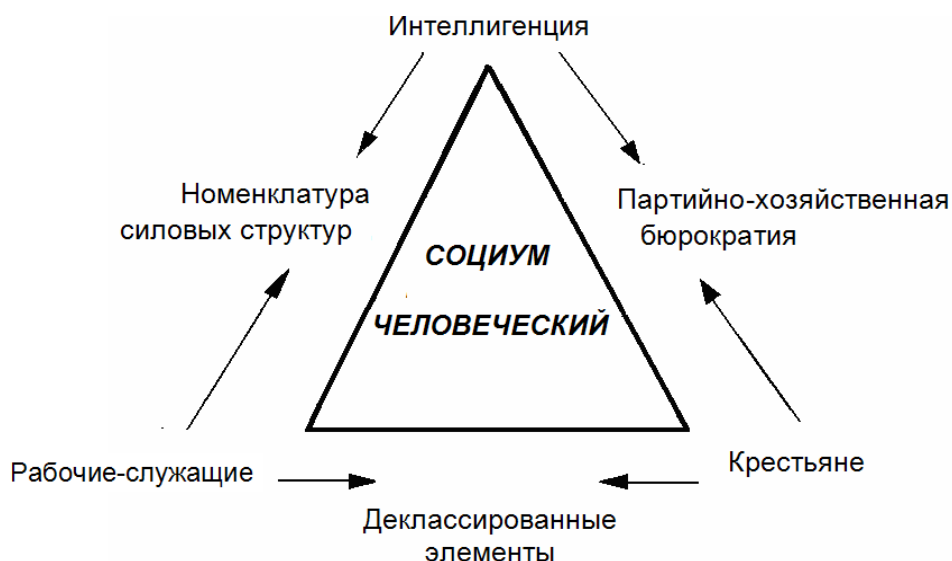 Интеллигенция
Номенклатура
силовых структур
Партийно-хозяйственная
бюрократия
СОЦИУМ
ЧЕЛОВЕЧЕСКИЙ
Рабочие-служащие
Крестьяне
Деклассированные
элементы